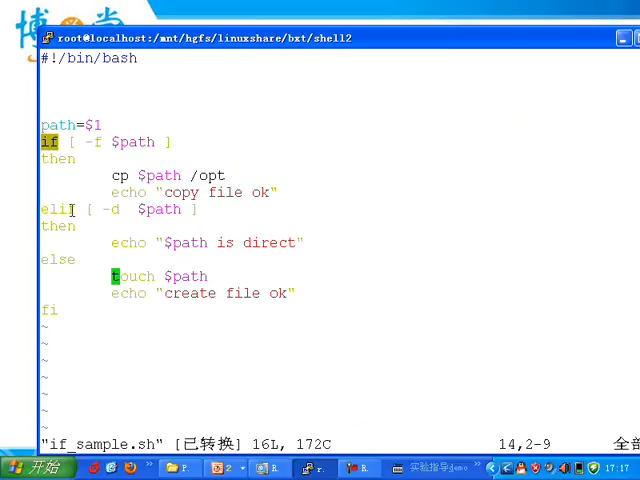 博 堂
root@localhost:/mnt/hgfs/linuxshare/bxt/shell2
#!/bin/bash
path=$1
if [ -f $path ]
then
cp $path /opt
echo "copy file ok"
elif [ -d  $path ]
then
echo "$path is direct"
else
touch $path
echo "create file ok"
fi
~
~
~
~
~
~
~
"if_sample.sh" [已转换] 16L, 172C 14,2-9 全部
开始 P. 2 R. r. R. 实验指导demo 17:17